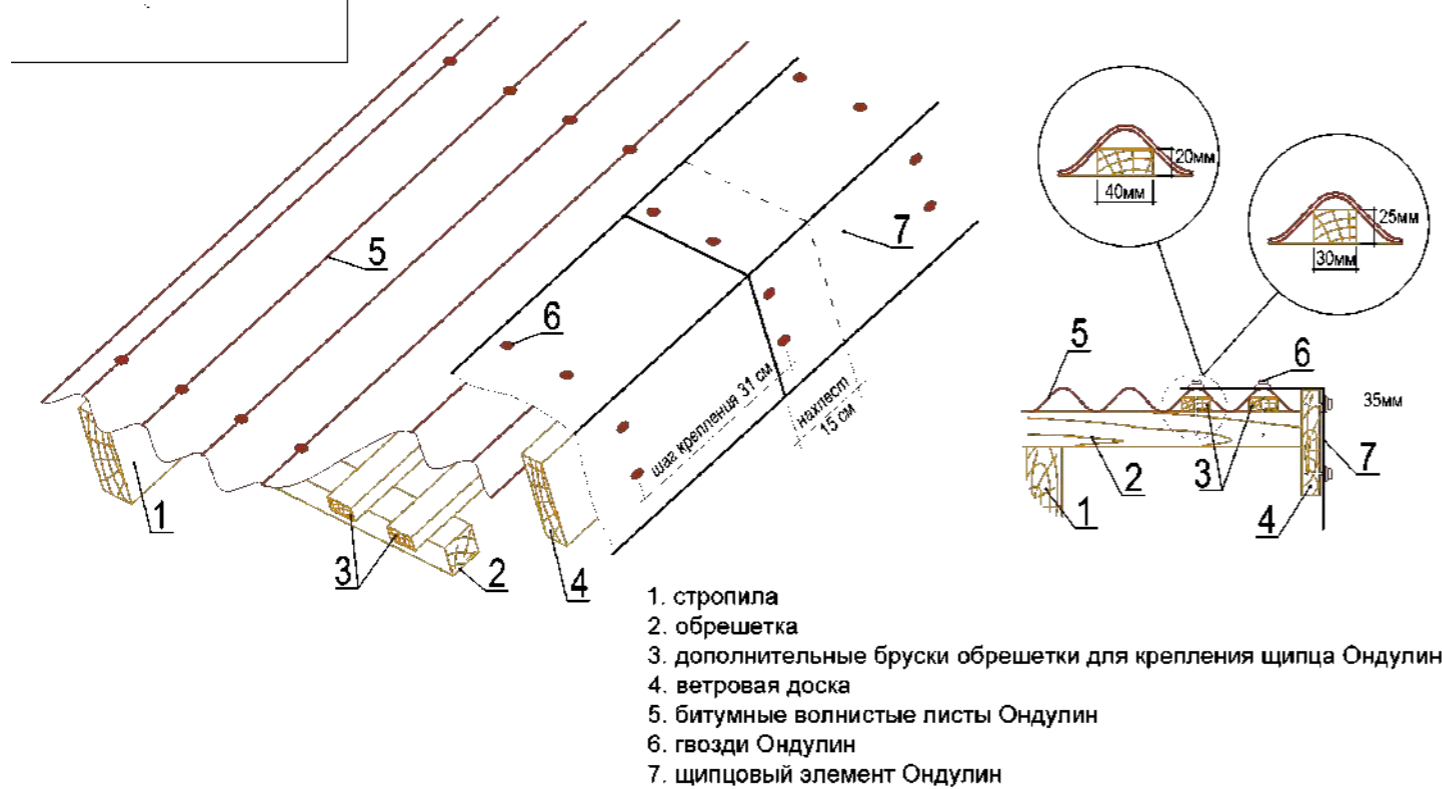 20мм
40мм
25мм
30мм
5
7
6
шаг крепления 31 см
нахлест
15 см
5
6
35мм
1
3
2
4
2
3
1
4
7
1. стропила
2. обрешетка
3. дополнительные бруски обрешетки для крепления щипца Ондулин
4. ветровая доска
5. битумные волнистые листы Ондулин
6. гвозди Ондулин
7. щипцовый элемент Ондулин